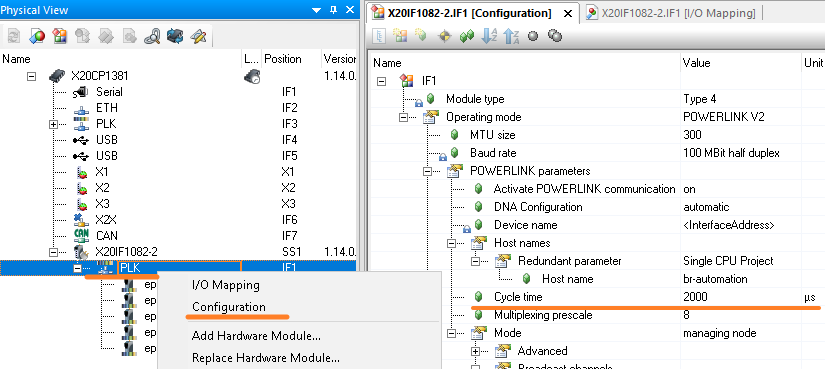 Physical View
Name L... Position Version
X20CP1381 1.14.0.
Serial IF1
ETH IF2
PLK IF3
USB IF4
USB IF5
X1 X1
X2 X2
X3 X3
X2X IF6
CAN CAN IF7
X20IF1082-2 SS1 1.14.0.
PLK IF1
ep
ep
ep
ep
ep
I/O Mapping
Configuration
Add Hardware Module...
Replace Hardware Module...
X20IF1082-2.IF1 [Configuration] X20IF1082-2.IF1 [I/O Mapping]
Name Value Unit
IF1
Module type Type 4
Operating mode POWERLINK V2
MTU size 300
Baud rate 100 MBit half duplex
POWERLINK parameters
Activate POWERLINK communication on
DNA Configuration automatic
Device name <InterfaceAddress>
Host names
Redundant parameter Single CPU Project
Host name br-automation
Cycle time 2000 µs
Multiplexing prescale 8
Mode managing node
Advanced
Broadcast channels